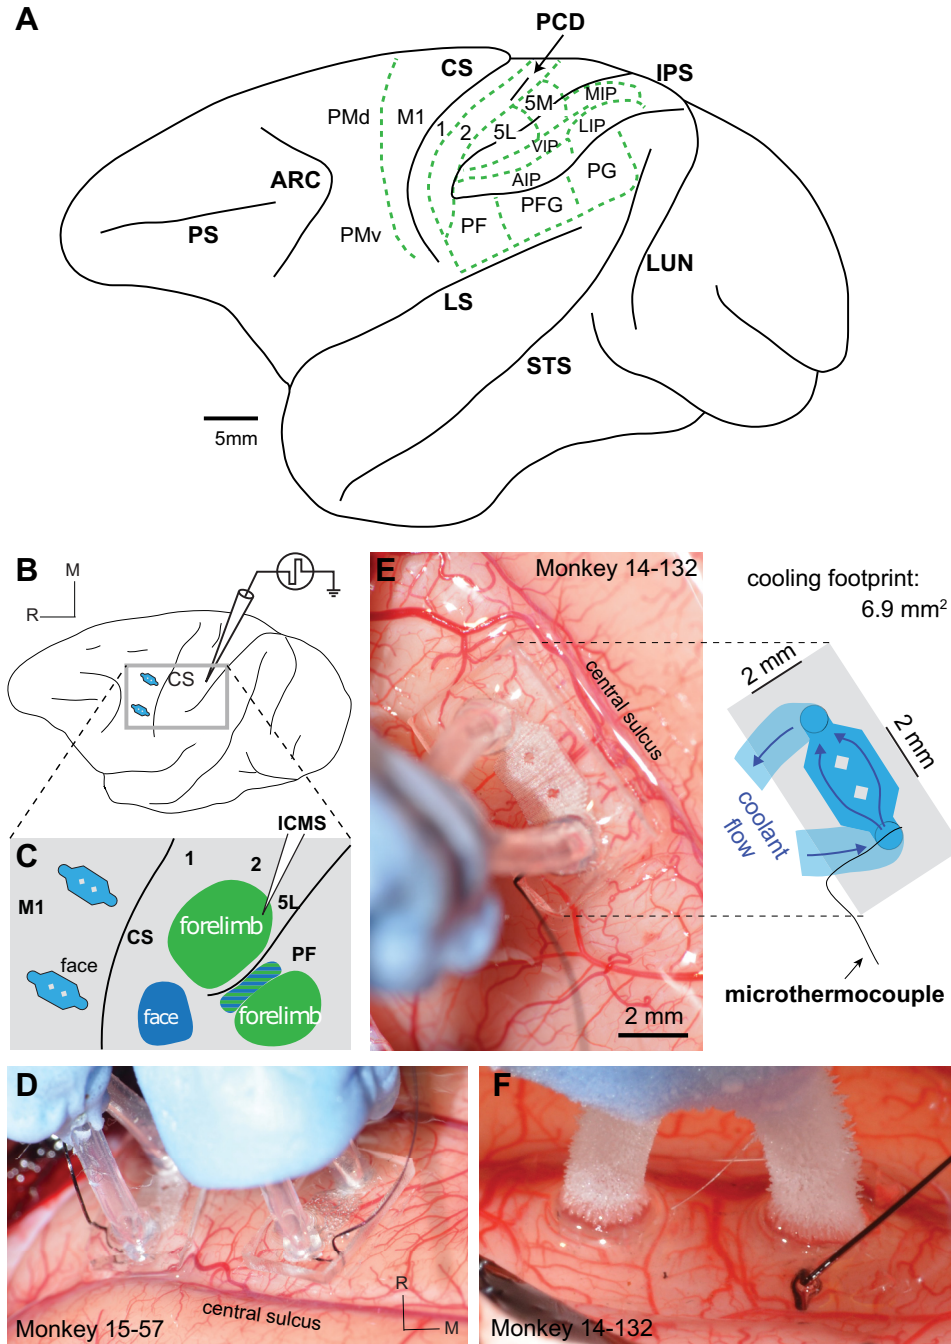 A
PCD
CS
IPS
PMd
M1
1
2
5M
MIP
5L
LIP
VIP
AIP
PG
ARC
PS
PF
PFG
PMv
LUN
LS
STS
5mm
B
M
R
CS
E
Monkey 14-132
central sulcus
2 mm
cooling footprint:
6.9 mm²
2 mm
2 mm
coolant
flow
microthermocouple
C
ICMS
1
2
5L
M1
forelimb
CS
PF
face
face
forelimb
D
central sulcus
R
M
Monkey 15-57
F
Monkey 14-132